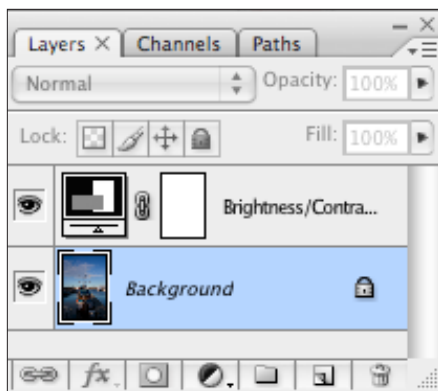 Layers × Channels Paths
Normal Opacity: 100%
Lock: Fill: 100%
Brightness/Contra...
Background
fx.